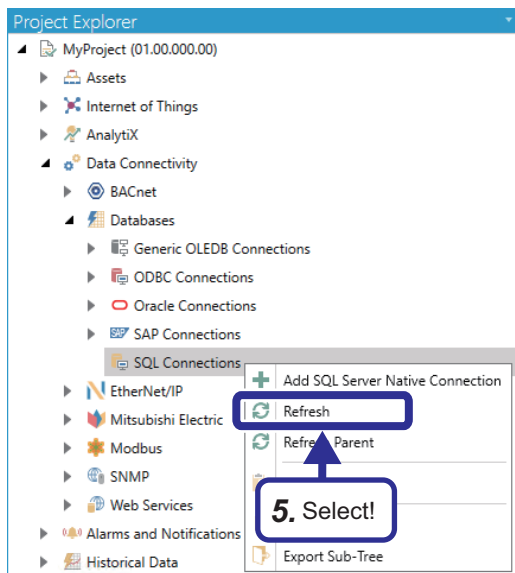 Project Explorer
MyProject (01.00.000.00)
Assets
Internet of Things
AnalytiX
Data Connectivity
BACnet
Databases
Generic OLEDB Connections
ODBC Connections
Oracle Connections
SAP Connections
SQL Connections
Add SQL Server Native Connection
EtherNet/IP
Refresh
Mitsubishi Electric
Refresh Parent
Modbus
SNMP
Web Services
5. Select!
Alarms and Notifications
Export Sub-Tree
Historical Data